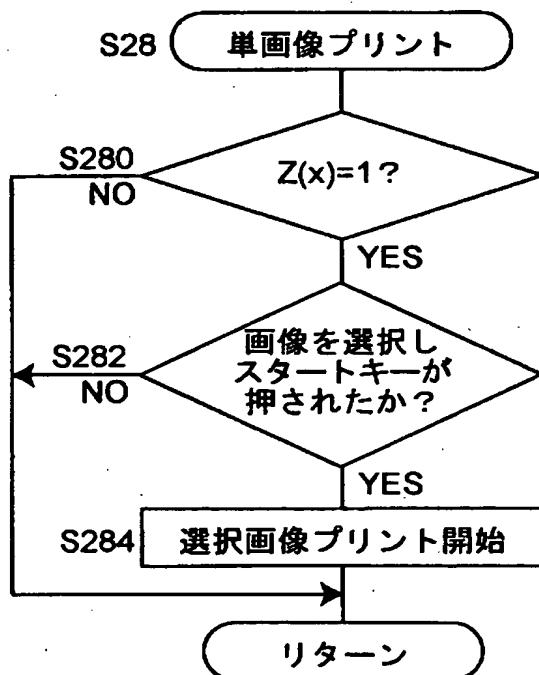 S28
単画像プリント
S280
NO
Z(x)=1?
YES
S282
NO
画像を選択し
スタートキーが
押されたか?
YES
S284
選択画像プリント開始
リターン